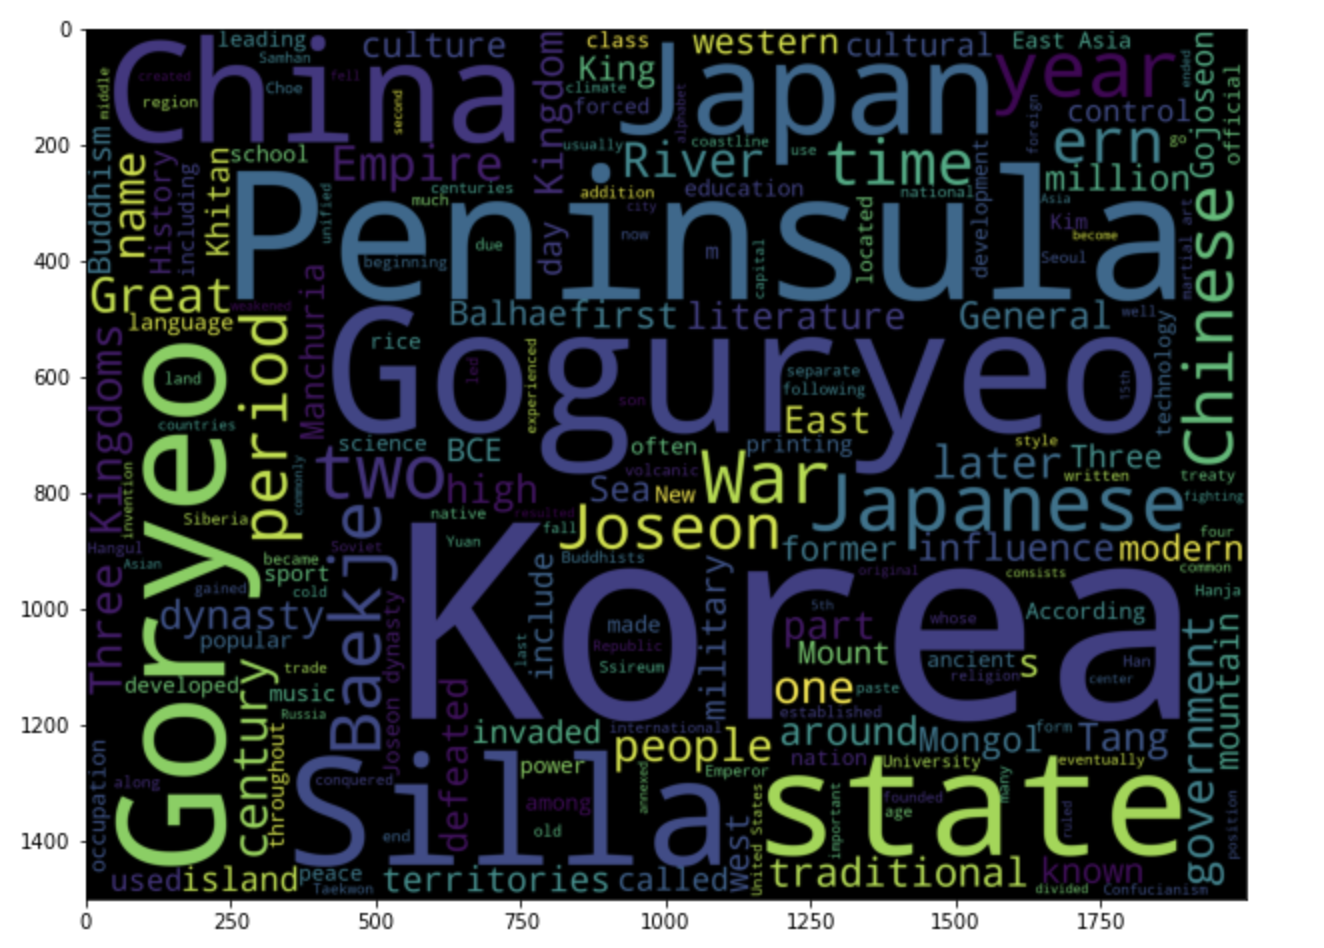 0
200
400
600
800
1000
1200
1400
0 250 500 750 1000 1250 1500 1750
leading
culture
class
western
cultural
East Asia
China
Samhan
Kingdom
King
Japan
year
ended
middle
created
fell
region
Choe
second
climate
forced
alphabet
foreign
control
official
Gojoseon
Buddhism
name
History
including
Khitan
school
Empire
usually
coastline
River
use
time
ern
go
centuries
much
unified
addition
education
national
development
million
Asia
Peninsula
day
city
now
due
m
beginning
capital
located
Kim
become
Seoul
martial art
Chinese
Great
weakened
language
Manchuria
Balhae
first
literature
General
well
technology
Three Kingdoms
Goryeo
period
land
countries
Goguryeo
rice
led
experienced
son
separate
following
15th
East
science
BCE
often
printing
style
later
Three
written
treaty
invention
commonly
two
high
volcanic
Sea
New
War
Japanese
fighting
Siberia
native
resulted
fall
Joseon
four
Hangul
Asian
became
Soviet
Yuan
Buddhists
former
influence
modern
sport
gained
cold
Baekje
Korea
include
military
original
consists
common
Hanja
dynasty
popular
Joseon dynasty
last
made
Republic
Ssireum
5th
part
whose
According
Mount
ancient
s
religion
Han
center
mountain
government
developed
trade
music
Russia
century
throughout
defeated
one
paste
established
invaded
international
people
around
Mongol
form
Tang
occupation
along
conquered
Silla
power
Emperor
annexed
nation
University
eventually
state
many
among
old
end
founded
age
important
ruled
position
United States
west
used
island
peace
Taekwon
territories
called
traditional
known
divided
Confucianism